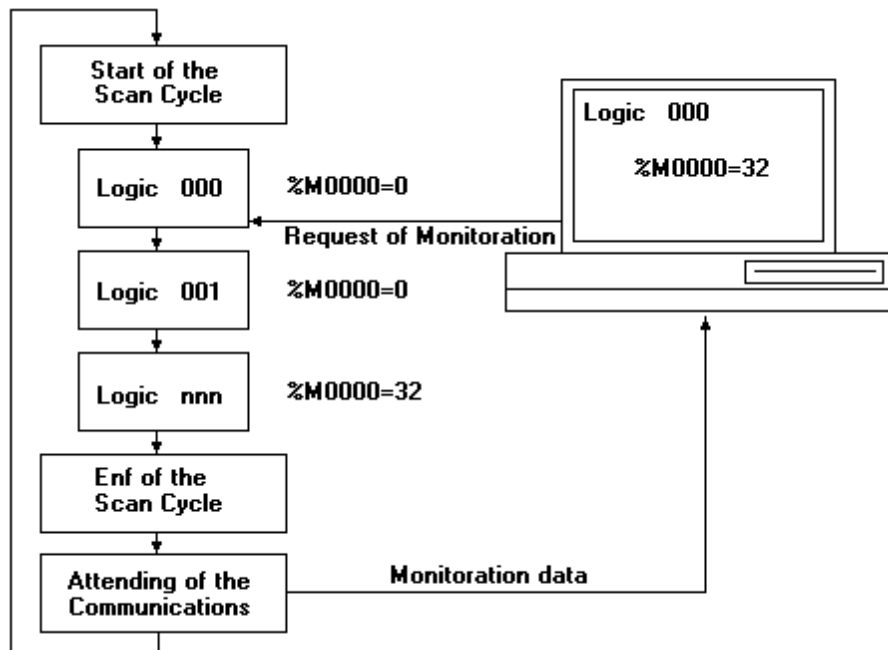 Start of the
Scan Cycle
Logic 000
%M0000=32
Logic 000
%M0000=0
Request of Monitoration
Logic 001
%M0000=0
Logic nnn
%M0000=32
Enf of the
Scan Cycle
Attending of the
Communications
Monitoration data